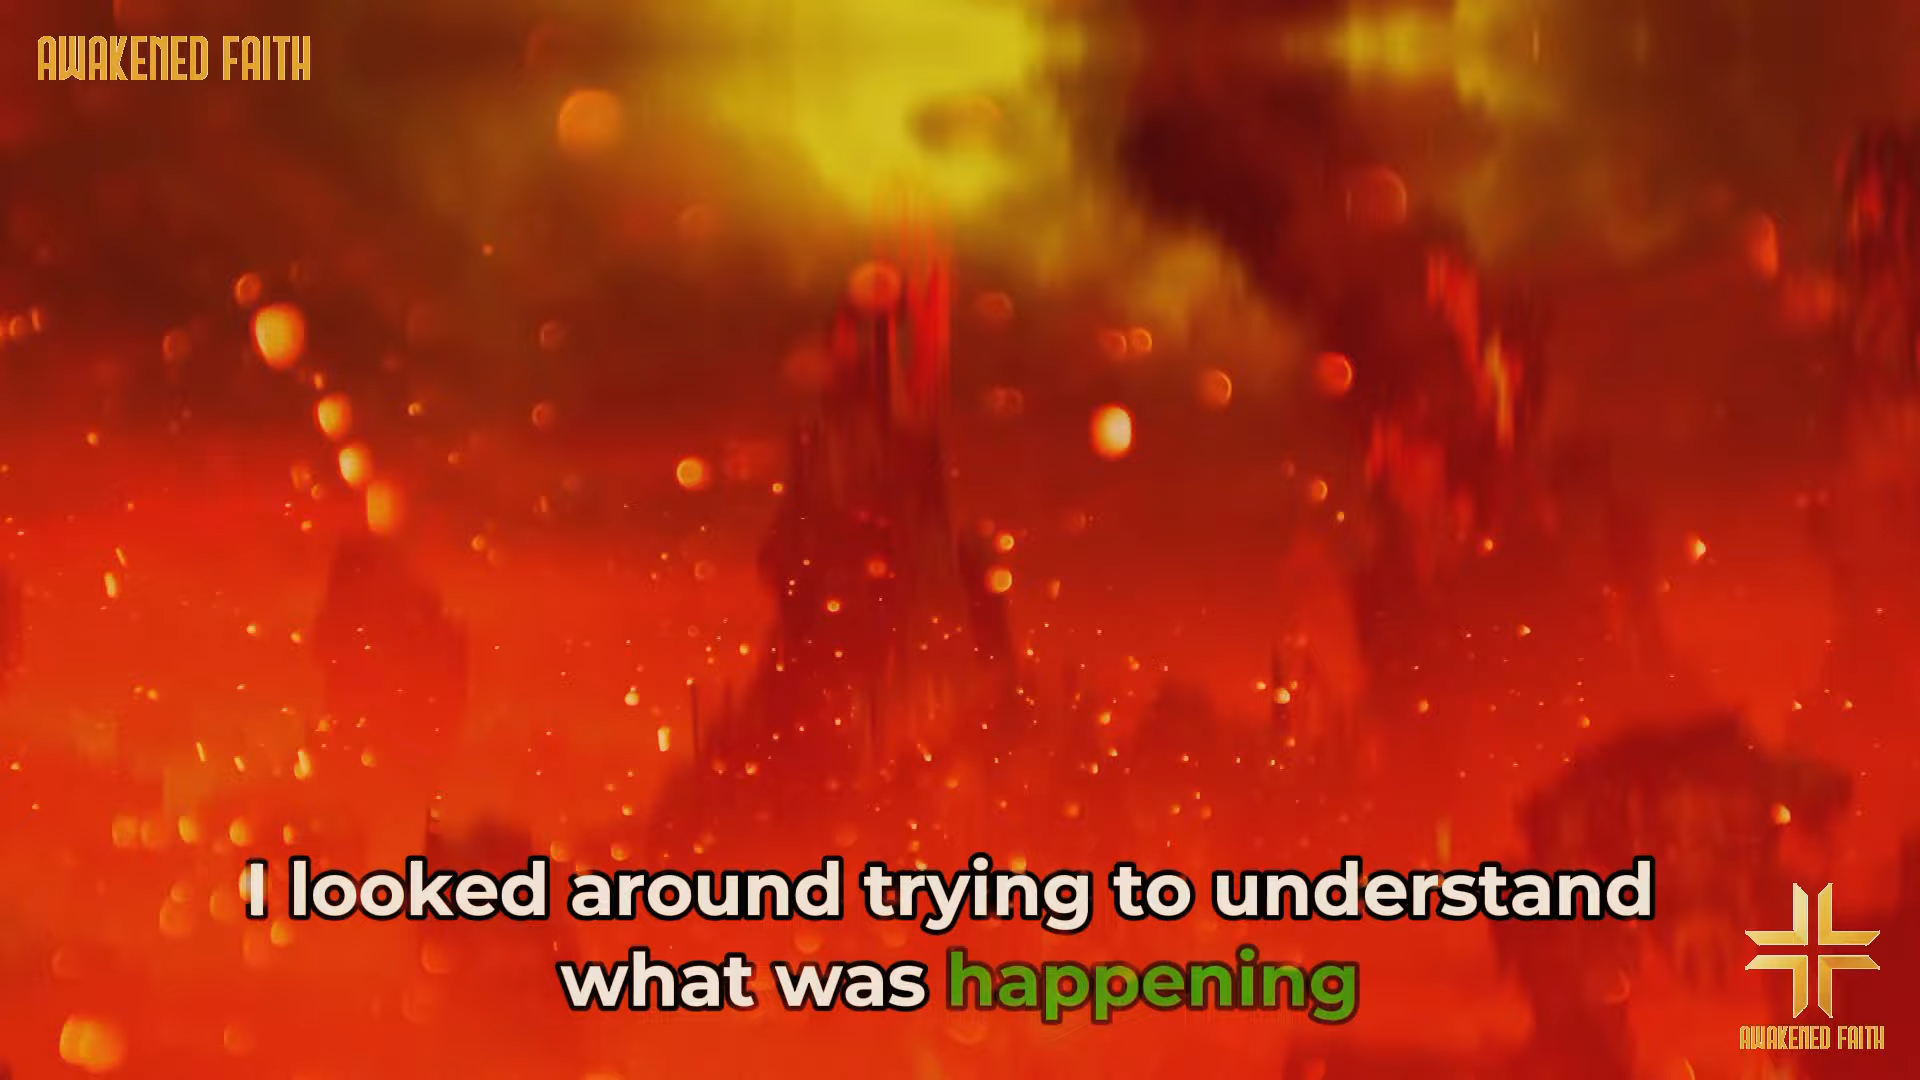 AWAKENED FAITH
I looked around trying to understand
what was happening
AWAKENED FAITH